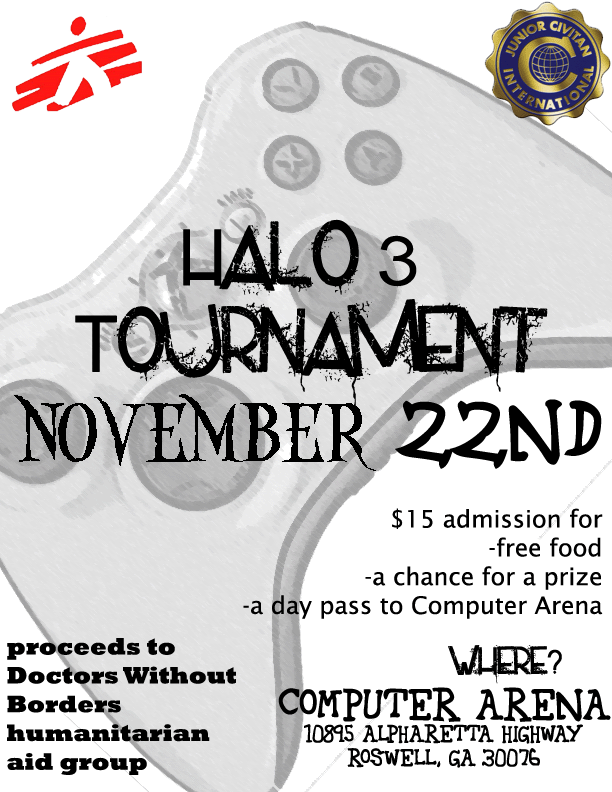 JUNIOR CIVITAN
INTERNATIONAL
HALO 3
TOURNAMENT
NOVEMBER 22ND
$15 admission for
-free food
-a chance for a prize
-a day pass to Computer Arena
proceeds to
Doctors Without
Borders
humanitarian
aid group
WHERE?
COMPUTER ARENA
10895 ALPHARETTA HIGHWAY
ROSWELL, GA 30076